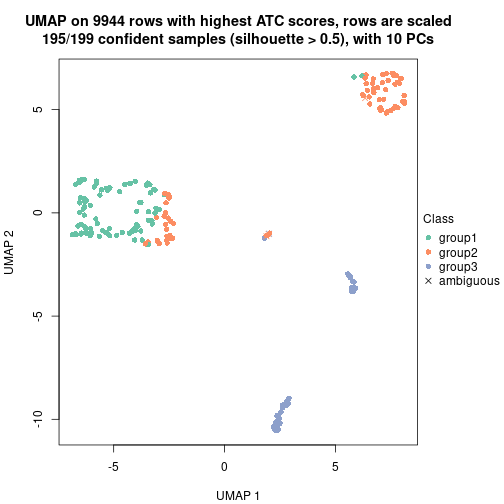 UMAP on 9944 rows with highest ATC scores, rows are scaled
195/199 confident samples (silhouette > 0.5), with 10 PCs
5
0
-5
-10
UMAP 2
-5
0
5
UMAP 1
Class
group1
group2
group3
ambiguous